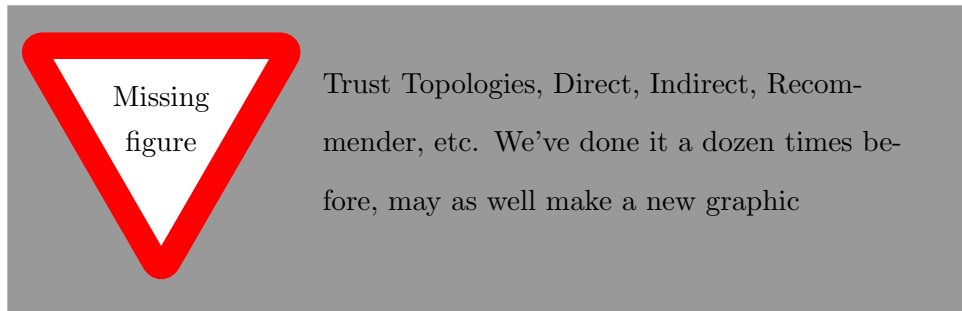 Missing
figure
Trust Topologies, Direct, Indirect, Recom-
mender, etc. We've done it a dozen times be-
fore, may as well make a new graphic